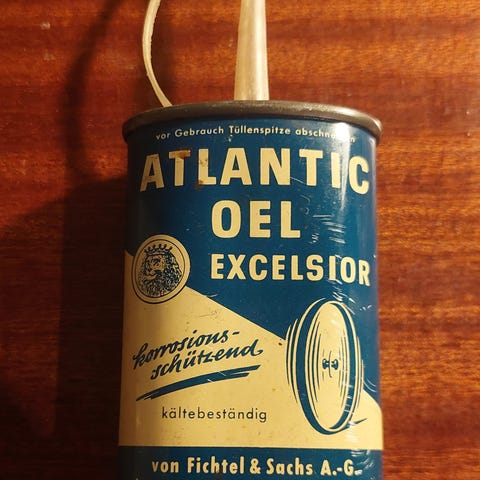 vor Gebrauch Tüllenspitze abschneiden
ATLANTIC
OEL
EXCELSIOR
korrosions-
schützend
kältebeständig
von Fichtel & Sachs A.-G.